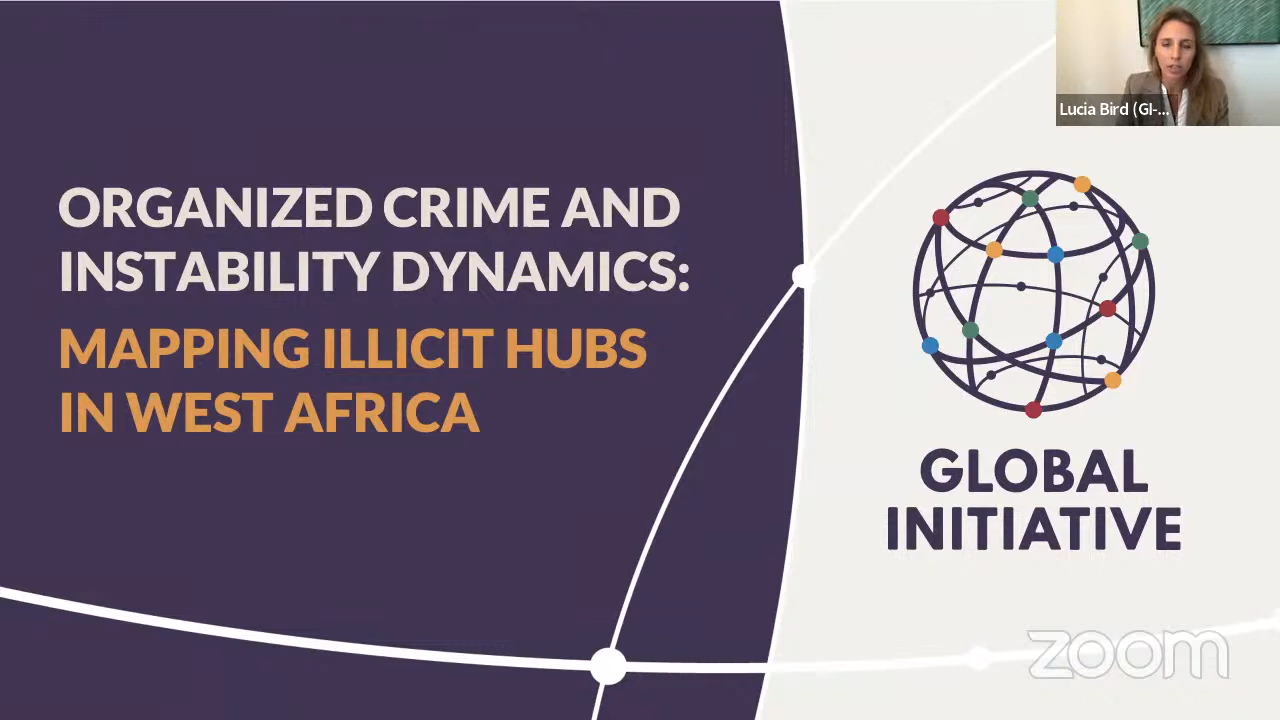 Lucia Bird (GI-...
ORGANIZED CRIME AND
INSTABILITY DYNAMICS:
MAPPING ILLICIT HUBS
IN WEST AFRICA
GLOBAL
INITIATIVE
zoom